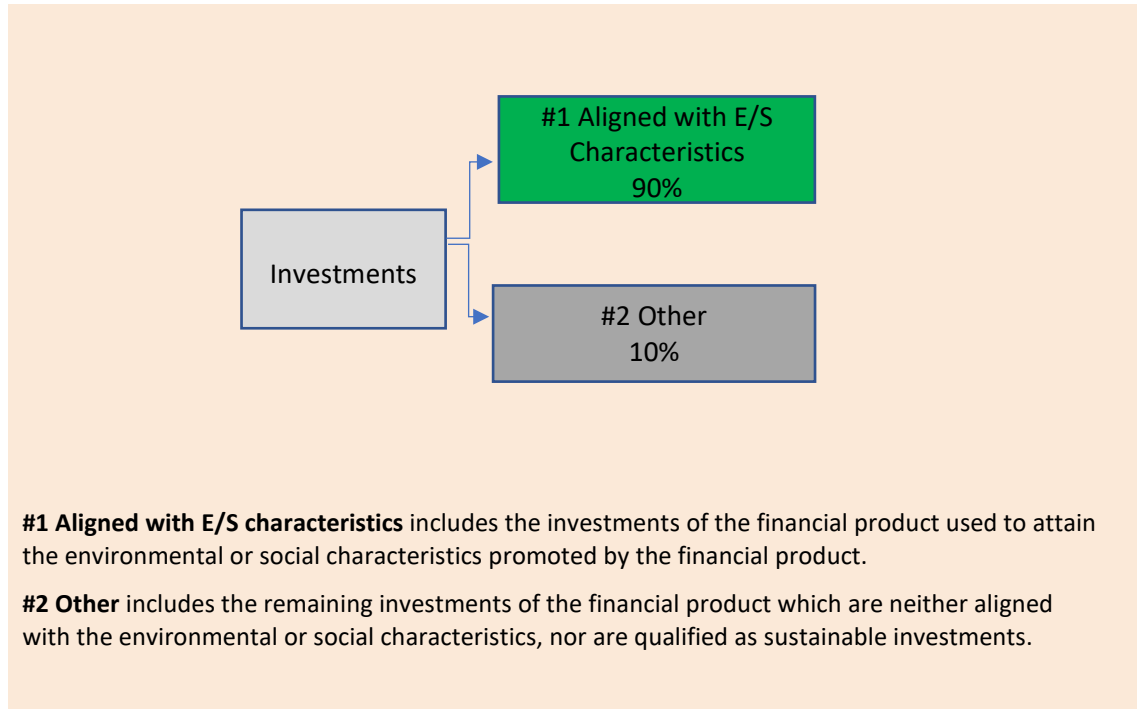 #1 Aligned with E/S
Characteristics
90%
Investments
#2 Other
10%
#1 Aligned with E/S characteristics includes the investments of the financial product used to attain
the environmental or social characteristics promoted by the financial product.
#2 Other includes the remaining investments of the financial product which are neither aligned
with the environmental or social characteristics, nor are qualified as sustainable investments.